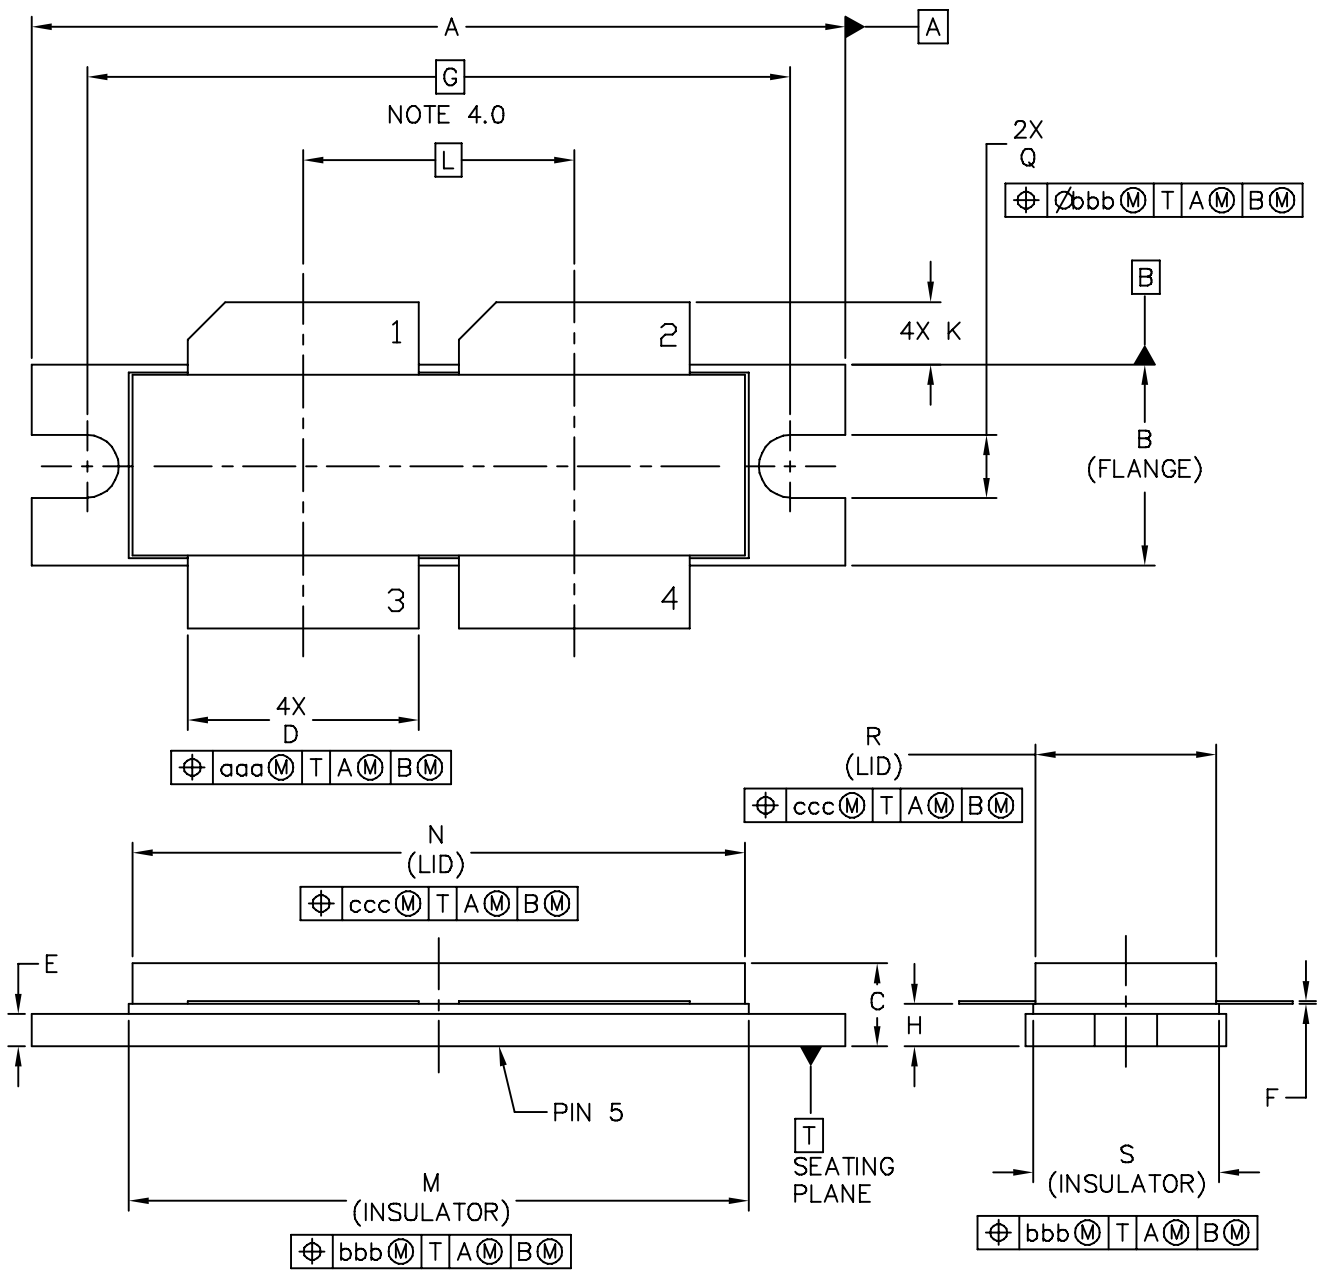 A
A
G
NOTE 4.0
L
2X
Q
⌖ Øbbb Ⓜ T A Ⓜ B Ⓜ
B
1
2
4X K
B
(FLANGE)
3
4
4X
D
⌖ aaa Ⓜ T A Ⓜ B Ⓜ
R
(LID)
⌖ ccc Ⓜ T A Ⓜ B Ⓜ
N
(LID)
⌖ ccc Ⓜ T A Ⓜ B Ⓜ
E
C
H
F
PIN 5
T
SEATING
PLANE
M
(INSULATOR)
⌖ bbb Ⓜ T A Ⓜ B Ⓜ
S
(INSULATOR)
⌖ bbb Ⓜ T A Ⓜ B Ⓜ